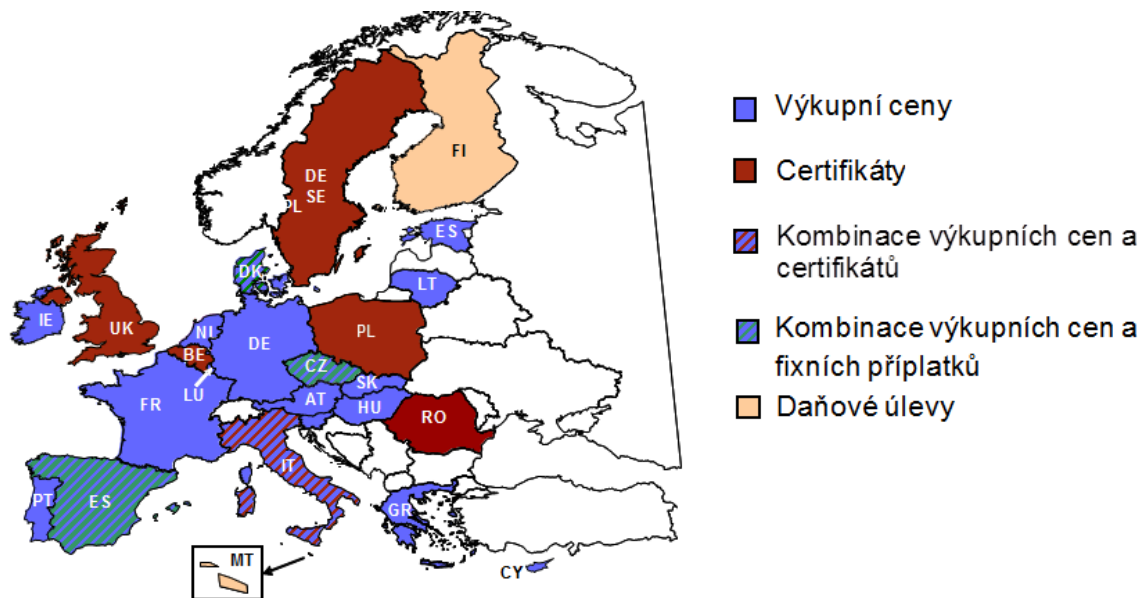 Výkupní ceny
Certifikáty
Kombinace výkupních cen a
certifikátů
Kombinace výkupních cen a
fixních příplatků
Daňové úlevy
FI
DE
SE
PL
ES
DK
LT
IE
UK
NI
DE
PL
BE
CZ
LU
SK
FR
AT
HU
RO
IT
PT
ES
GR
MT
CY